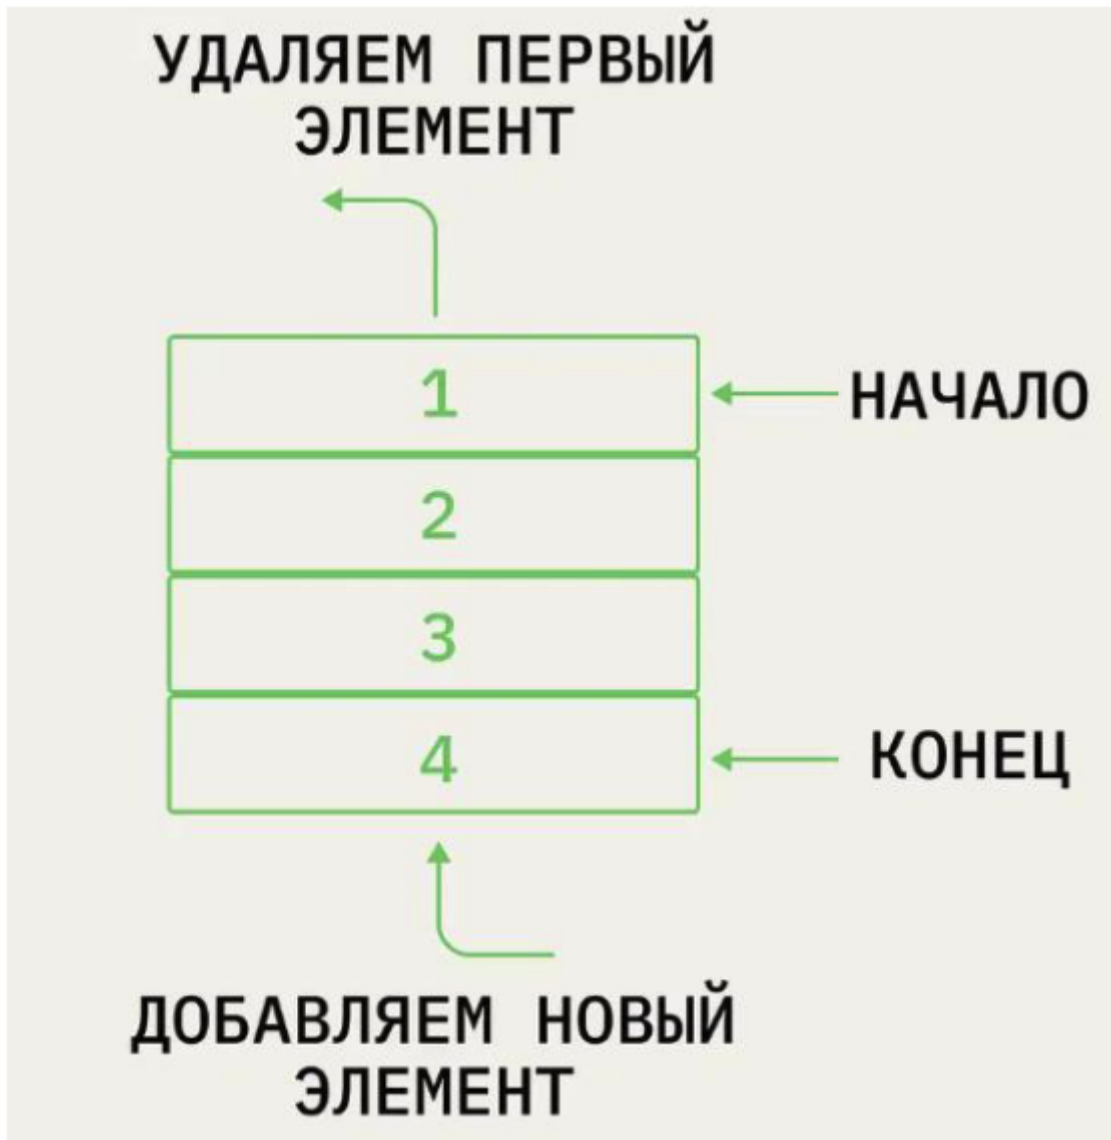 УДАЛЯЕМ ПЕРВЫЙ
ЭЛЕМЕНТ
1
НАЧАЛО
2
3
4
КОНЕЦ
ДОБАВЛЯЕМ НОВЫЙ
ЭЛЕМЕНТ